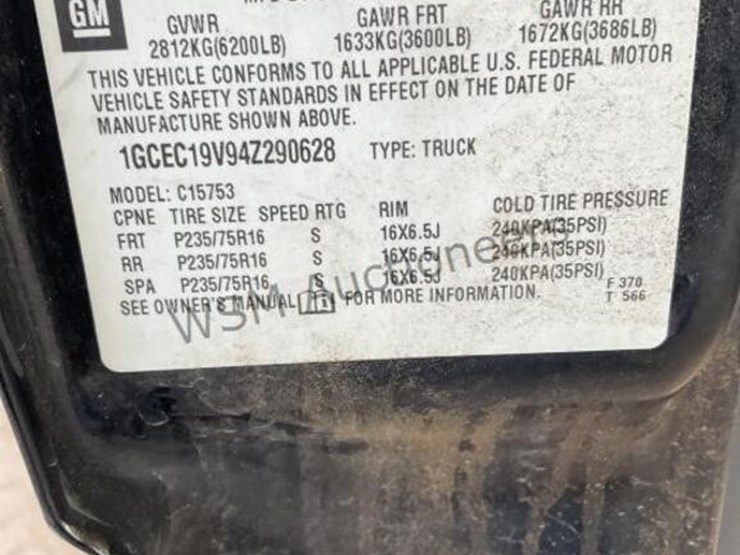 GM
GVWR GAWR FRT GAWR RR
2812KG(6200LB) 1633KG(3600LB) 1672KG(3686LB)
THIS VEHICLE CONFORMS TO ALL APPLICABLE U.S. FEDERAL MOTOR
VEHICLE SAFETY STANDARDS IN EFFECT ON THE DATE OF
MANUFACTURE SHOWN ABOVE.
1GCEC19V94Z290628 TYPE: TRUCK
MODEL: C15753
CPNE TIRE SIZE SPEED RTG RIM COLD TIRE PRESSURE
FRT P235/75R16 S 16X6.5J 240KPA(35PSI)
RR P235/75R16 S 16X6.5J 240KPA(35PSI)
SPA P235/75R16 S 16X6.5J 240KPA(35PSI)
SEE OWNER'S MANUAL FOR MORE INFORMATION.
F 370
T 566
WSM Auctioneers